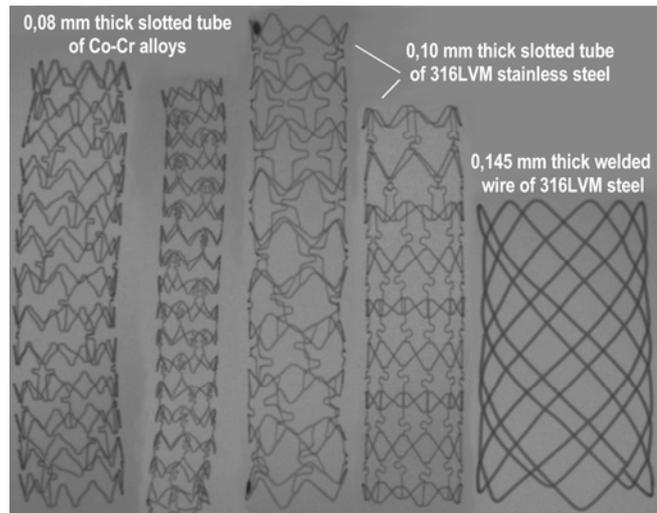 0,08 mm thick slotted tube
of Co-Cr alloys
0,10 mm thick slotted tube
of 316LVM stainless steel
0,145 mm thick welded
wire of 316LVM steel